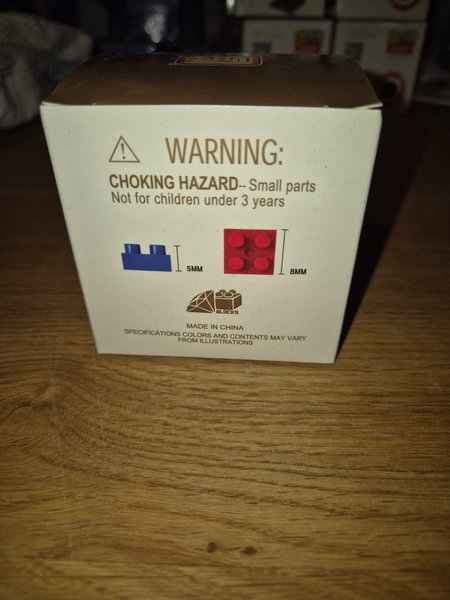 WARNING:
CHOKING HAZARD-- Small parts
Not for children under 3 years
5MM
8MM
BLOCKS
MADE IN CHINA
SPECIFICATIONS COLORS AND CONTENTS MAY VARY
FROM ILLUSTRATIONS